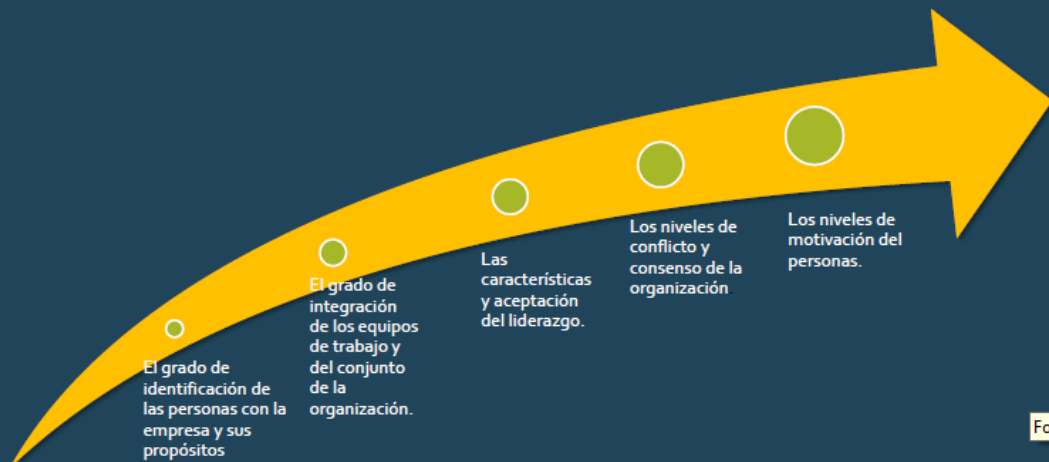 El grado de
identificación de
las personas con la
empresa y sus
propósitos
El grado de
integración
de los equipos
de trabajo y
del conjunto
de la
organización.
Las
características
y aceptación
del liderazgo.
Los niveles de
conflicto y
consenso de la
organización.
Los niveles de
motivación del
personas.
Fo